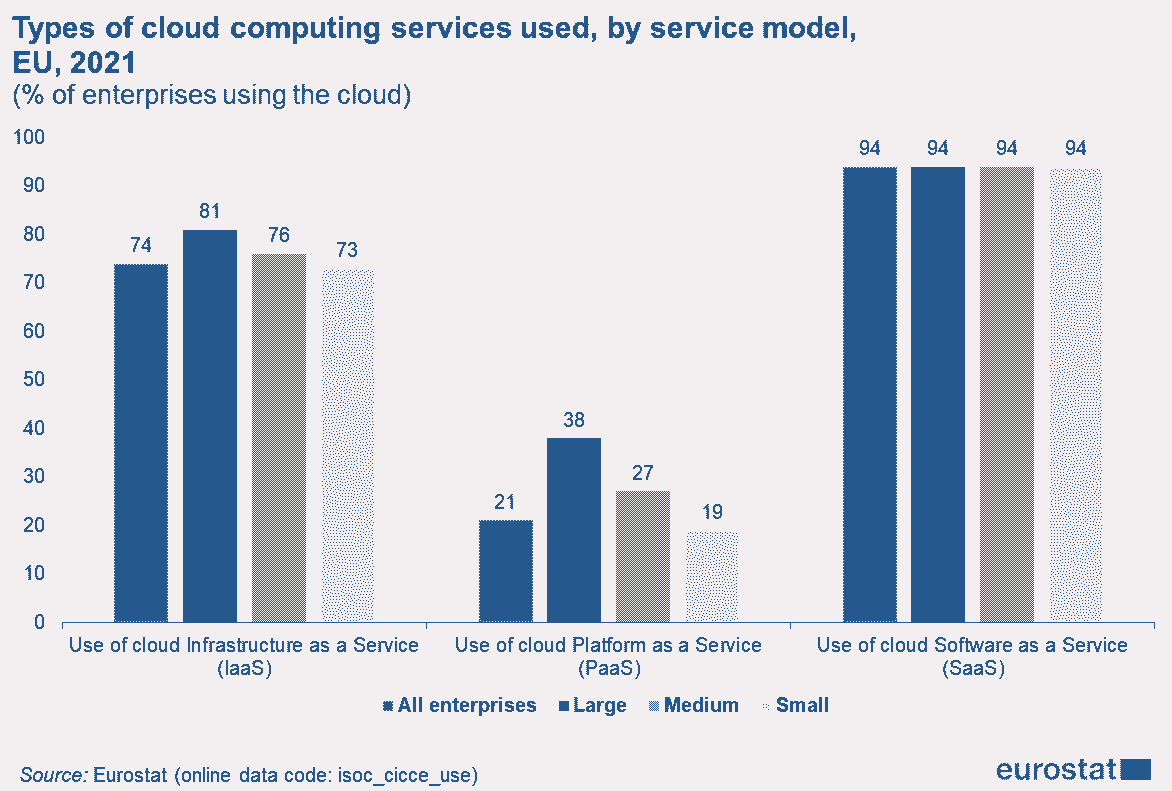 Types of cloud computing services used, by service model,
EU, 2021
(% of enterprises using the cloud)
100
90
80
70
60
50
40
30
20
10
0
74
81
76
73
21
38
27
19
94
94
94
94
Use of cloud Infrastructure as a Service
(IaaS)
Use of cloud Platform as a Service
(PaaS)
Use of cloud Software as a Service
(SaaS)
All enterprises Large Medium Small
Source: Eurostat (online data code: isoc_cicce_use)
eurostat